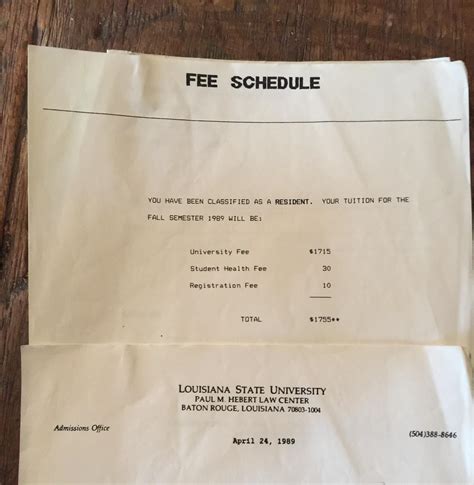 FEE SCHEDULE
YOU HAVE BEEN CLASSIFIED AS A RESIDENT. YOUR TUITION FOR THE
FALL SEMESTER 1989 WILL BE:
University Fee $1715
Student Health Fee 30
Registration Fee 10
TOTAL $1755**
LOUISIANA STATE UNIVERSITY
PAUL M. HEBERT LAW CENTER
BATON ROUGE, LOUISIANA 70803-1004
Admissions Office (504)388-8646
April 24, 1989